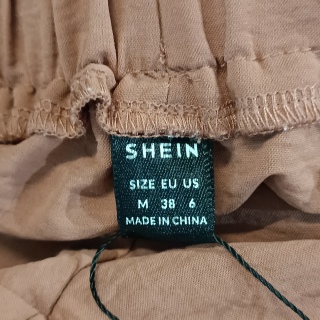 SHEIN
SIZE EU US
M 38 6
MADE IN CHINA